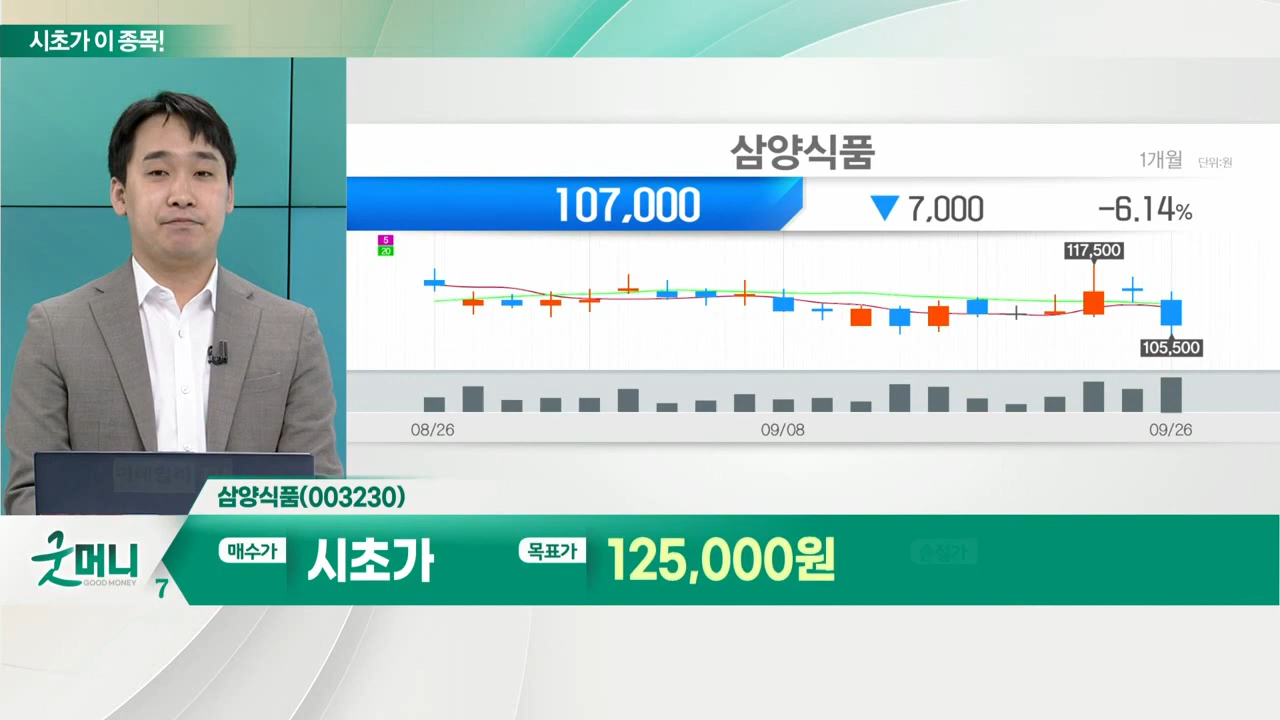 시초가 이 종목!
삼양식품
1개월 단위:원
107,000 ▼ 7,000 -6.14%
5
20
117,500
105,500
08/26 09/08 09/26
삼양식품(003230)
굿머니
GOOD MONEY
7
매수가 시초가 목표가 125,000원 손절가